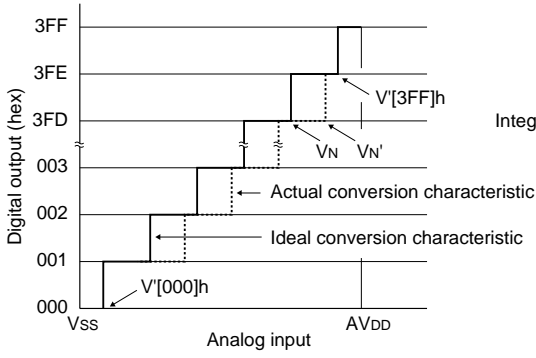 3FF
3FE
3FD
003
002
001
000
Digital output (hex)
V'[3FF]h
VN
VN'
Integ
Actual conversion characteristic
Ideal conversion characteristic
V'[000]h
VSS
AVDD
Analog input